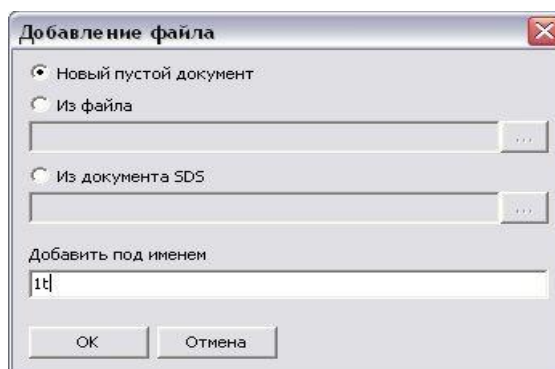 Добавление файла
Новый пустой документ
Из файла
...
Из документа SDS
...
Добавить под именем
1t
OK Отмена